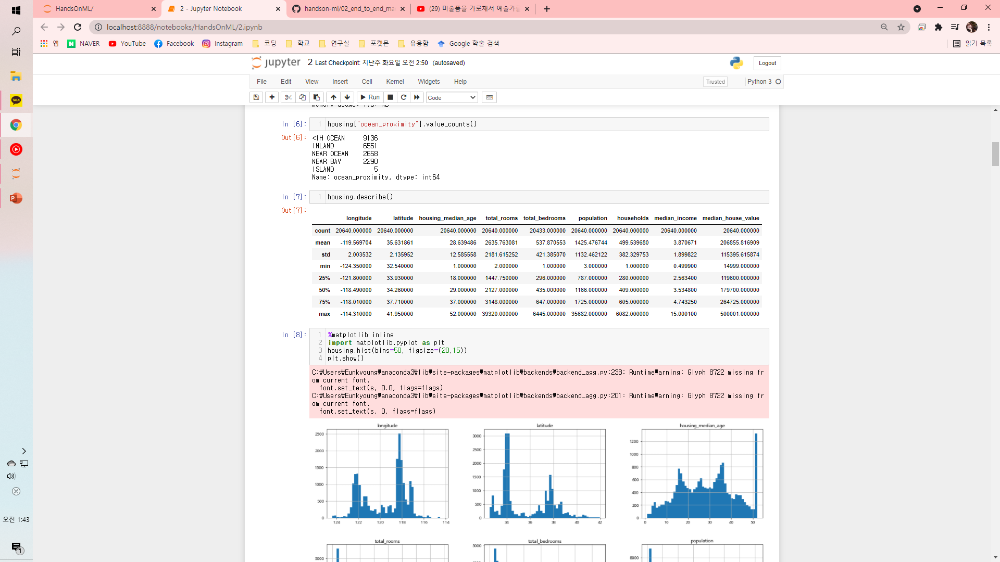 HandsOnML/
2 - Jupyter Notebook
handson-ml/02_end_to_end_ma
(29) 미술품을 가로채서 예술가를
localhost:8888/notebooks/HandsOnML/2.ipynb
앱
NAVER
YouTube
Facebook
Instagram
코딩
학교
연구실
포켓몬
유용함
Google 학술 검색
읽기 목록
jupyter 2 Last Checkpoint: 지난주 화요일 오전 2:50 (autosaved)
Logout
File Edit View Insert Cell Kernel Widgets Help
Trusted
Python 3
Run
Code
In [6]: 1 housing["ocean_proximity"].value_counts()
Out[6]: <1H OCEAN 9136
INLAND 6551
NEAR OCEAN 2658
NEAR BAY 2290
ISLAND 5
Name: ocean_proximity, dtype: int64
In [7]: 1 housing.describe()
Out[7]:
longitude latitude housing_median_age total_rooms total_bedrooms population households median_income median_house_value
count 20640.000000 20640.000000 20640.000000 20640.000000 20433.000000 20640.000000 20640.000000 20640.000000 20640.000000
mean -119.569704 35.631861 28.639486 2635.763081 537.870553 1425.476744 499.539680 3.870671 206855.816909
std 2.003532 2.135952 12.585558 2181.615252 421.385070 1132.462122 382.329753 1.899822 115395.615874
min -124.350000 32.540000 1.000000 2.000000 1.000000 3.000000 1.000000 0.499900 14999.000000
25% -121.800000 33.930000 18.000000 1447.750000 296.000000 787.000000 280.000000 2.563400 119600.000000
50% -118.490000 34.260000 29.000000 2127.000000 435.000000 1166.000000 409.000000 3.534800 179700.000000
75% -118.010000 37.710000 37.000000 3148.000000 647.000000 1725.000000 605.000000 4.743250 264725.000000
max -114.310000 41.950000 52.000000 39320.000000 6445.000000 35682.000000 6082.000000 15.000100 500001.000000
In [8]: 1 %matplotlib inline
2 import matplotlib.pyplot as plt
3 housing.hist(bins=50, figsize=(20,15))
4 plt.show()
C:₩Users₩Eunkyoung₩anaconda3₩lib₩site-packages₩matplotlib₩backends₩backend_agg.py:238: RuntimeWarning: Glyph 8722 missing fr
om current font.
font.set_text(s, 0.0, flags=flags)
C:₩Users₩Eunkyoung₩anaconda3₩lib₩site-packages₩matplotlib₩backends₩backend_agg.py:201: RuntimeWarning: Glyph 8722 missing fr
om current font.
font.set_text(s, 0, flags=flags)
longitude
2500
2000
1500
1000
500
0
124 122 120 118 116 114
latitude
3000
2500
2000
1500
1000
500
0
34 36 38 40 42
housing_median_age
1200
1000
800
600
400
200
0
0 10 20 30 40 50
total_rooms
5000
total_bedrooms
5000
population
8000
TALK
오전 1:43
1